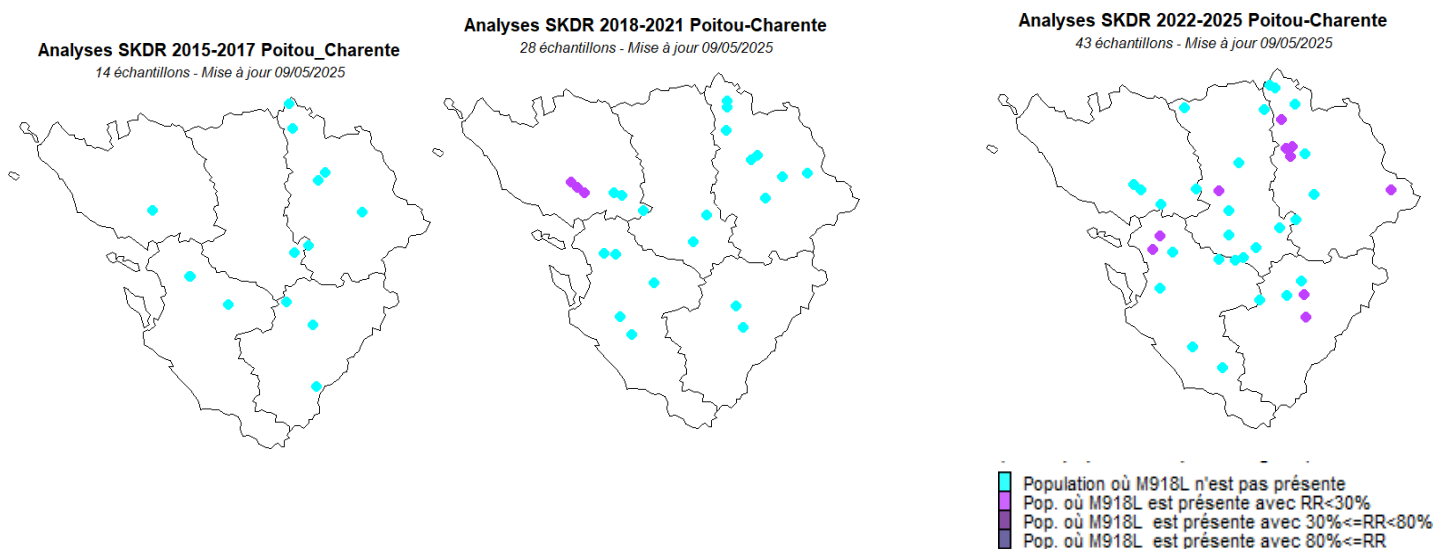 Analyses SKDR 2015-2017 Poitou_Charente
14 échantillons - Mise à jour 09/05/2025
Analyses SKDR 2018-2021 Poitou-Charente
28 échantillons - Mise à jour 09/05/2025
Analyses SKDR 2022-2025 Poitou-Charente
43 échantillons - Mise à jour 09/05/2025
Population où M918L n'est pas présente
Pop. où M918L est présente avec RR<30%
Pop. où M918L est présente avec 30%<=RR<80%
Pop. où M918L est présente avec 80%<=RR